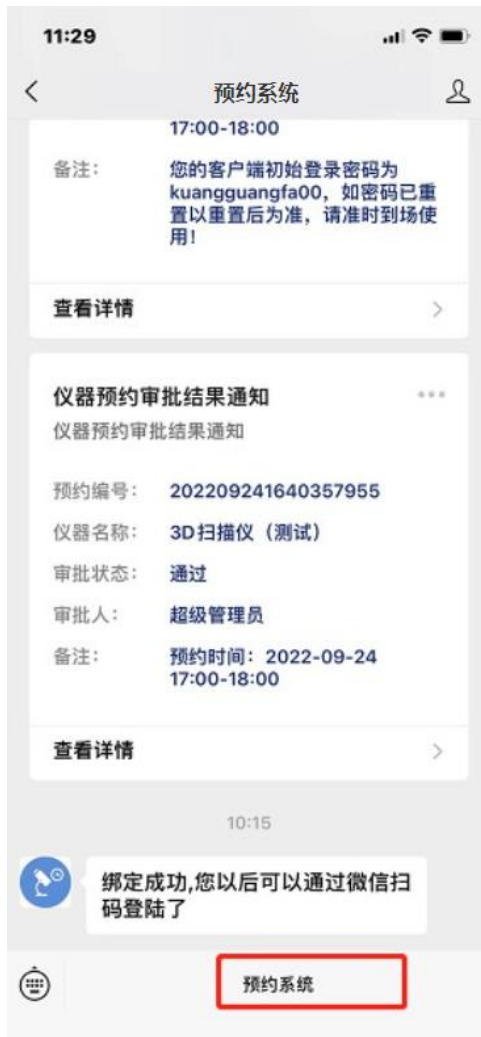 11:29
预约系统
17:00-18:00
备注：
您的客户端初始登录密码为
kuangguangfa00，如密码已重
置以重置后为准，请准时到场使
用！
查看详情
仪器预约审批结果通知
仪器预约审批结果通知
预约编号： 202209241640357955
仪器名称： 3D扫描仪（测试）
审批状态： 通过
审批人： 超级管理员
备注： 预约时间：2022-09-24
17:00-18:00
查看详情
10:15
绑定成功,您以后可以通过微信扫
码登陆了
预约系统